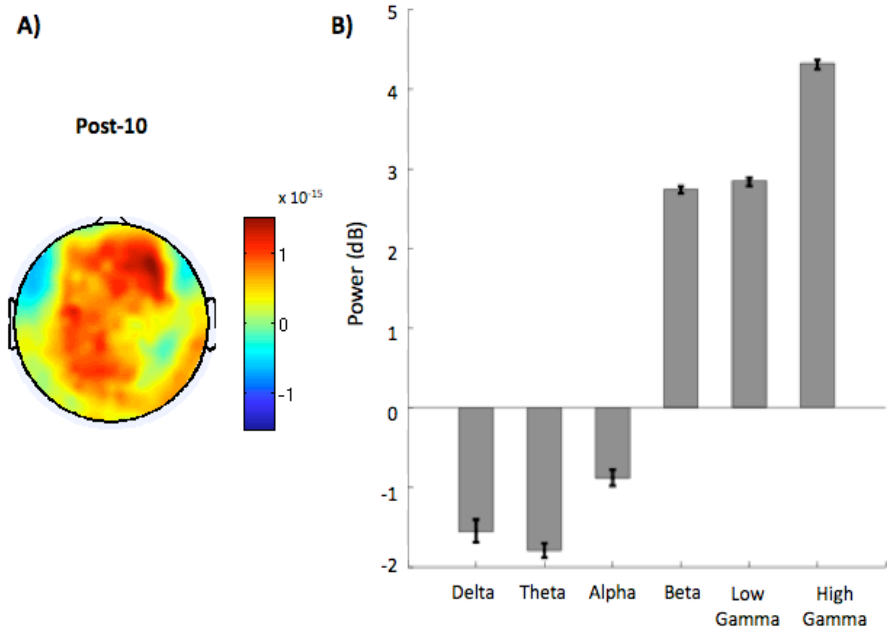 A)
Post-10
x 10-15
1
0
-1
B)
Power (dB)
5
4
3
2
1
0
-1
-2
Delta Theta Alpha Beta Low Gamma High Gamma